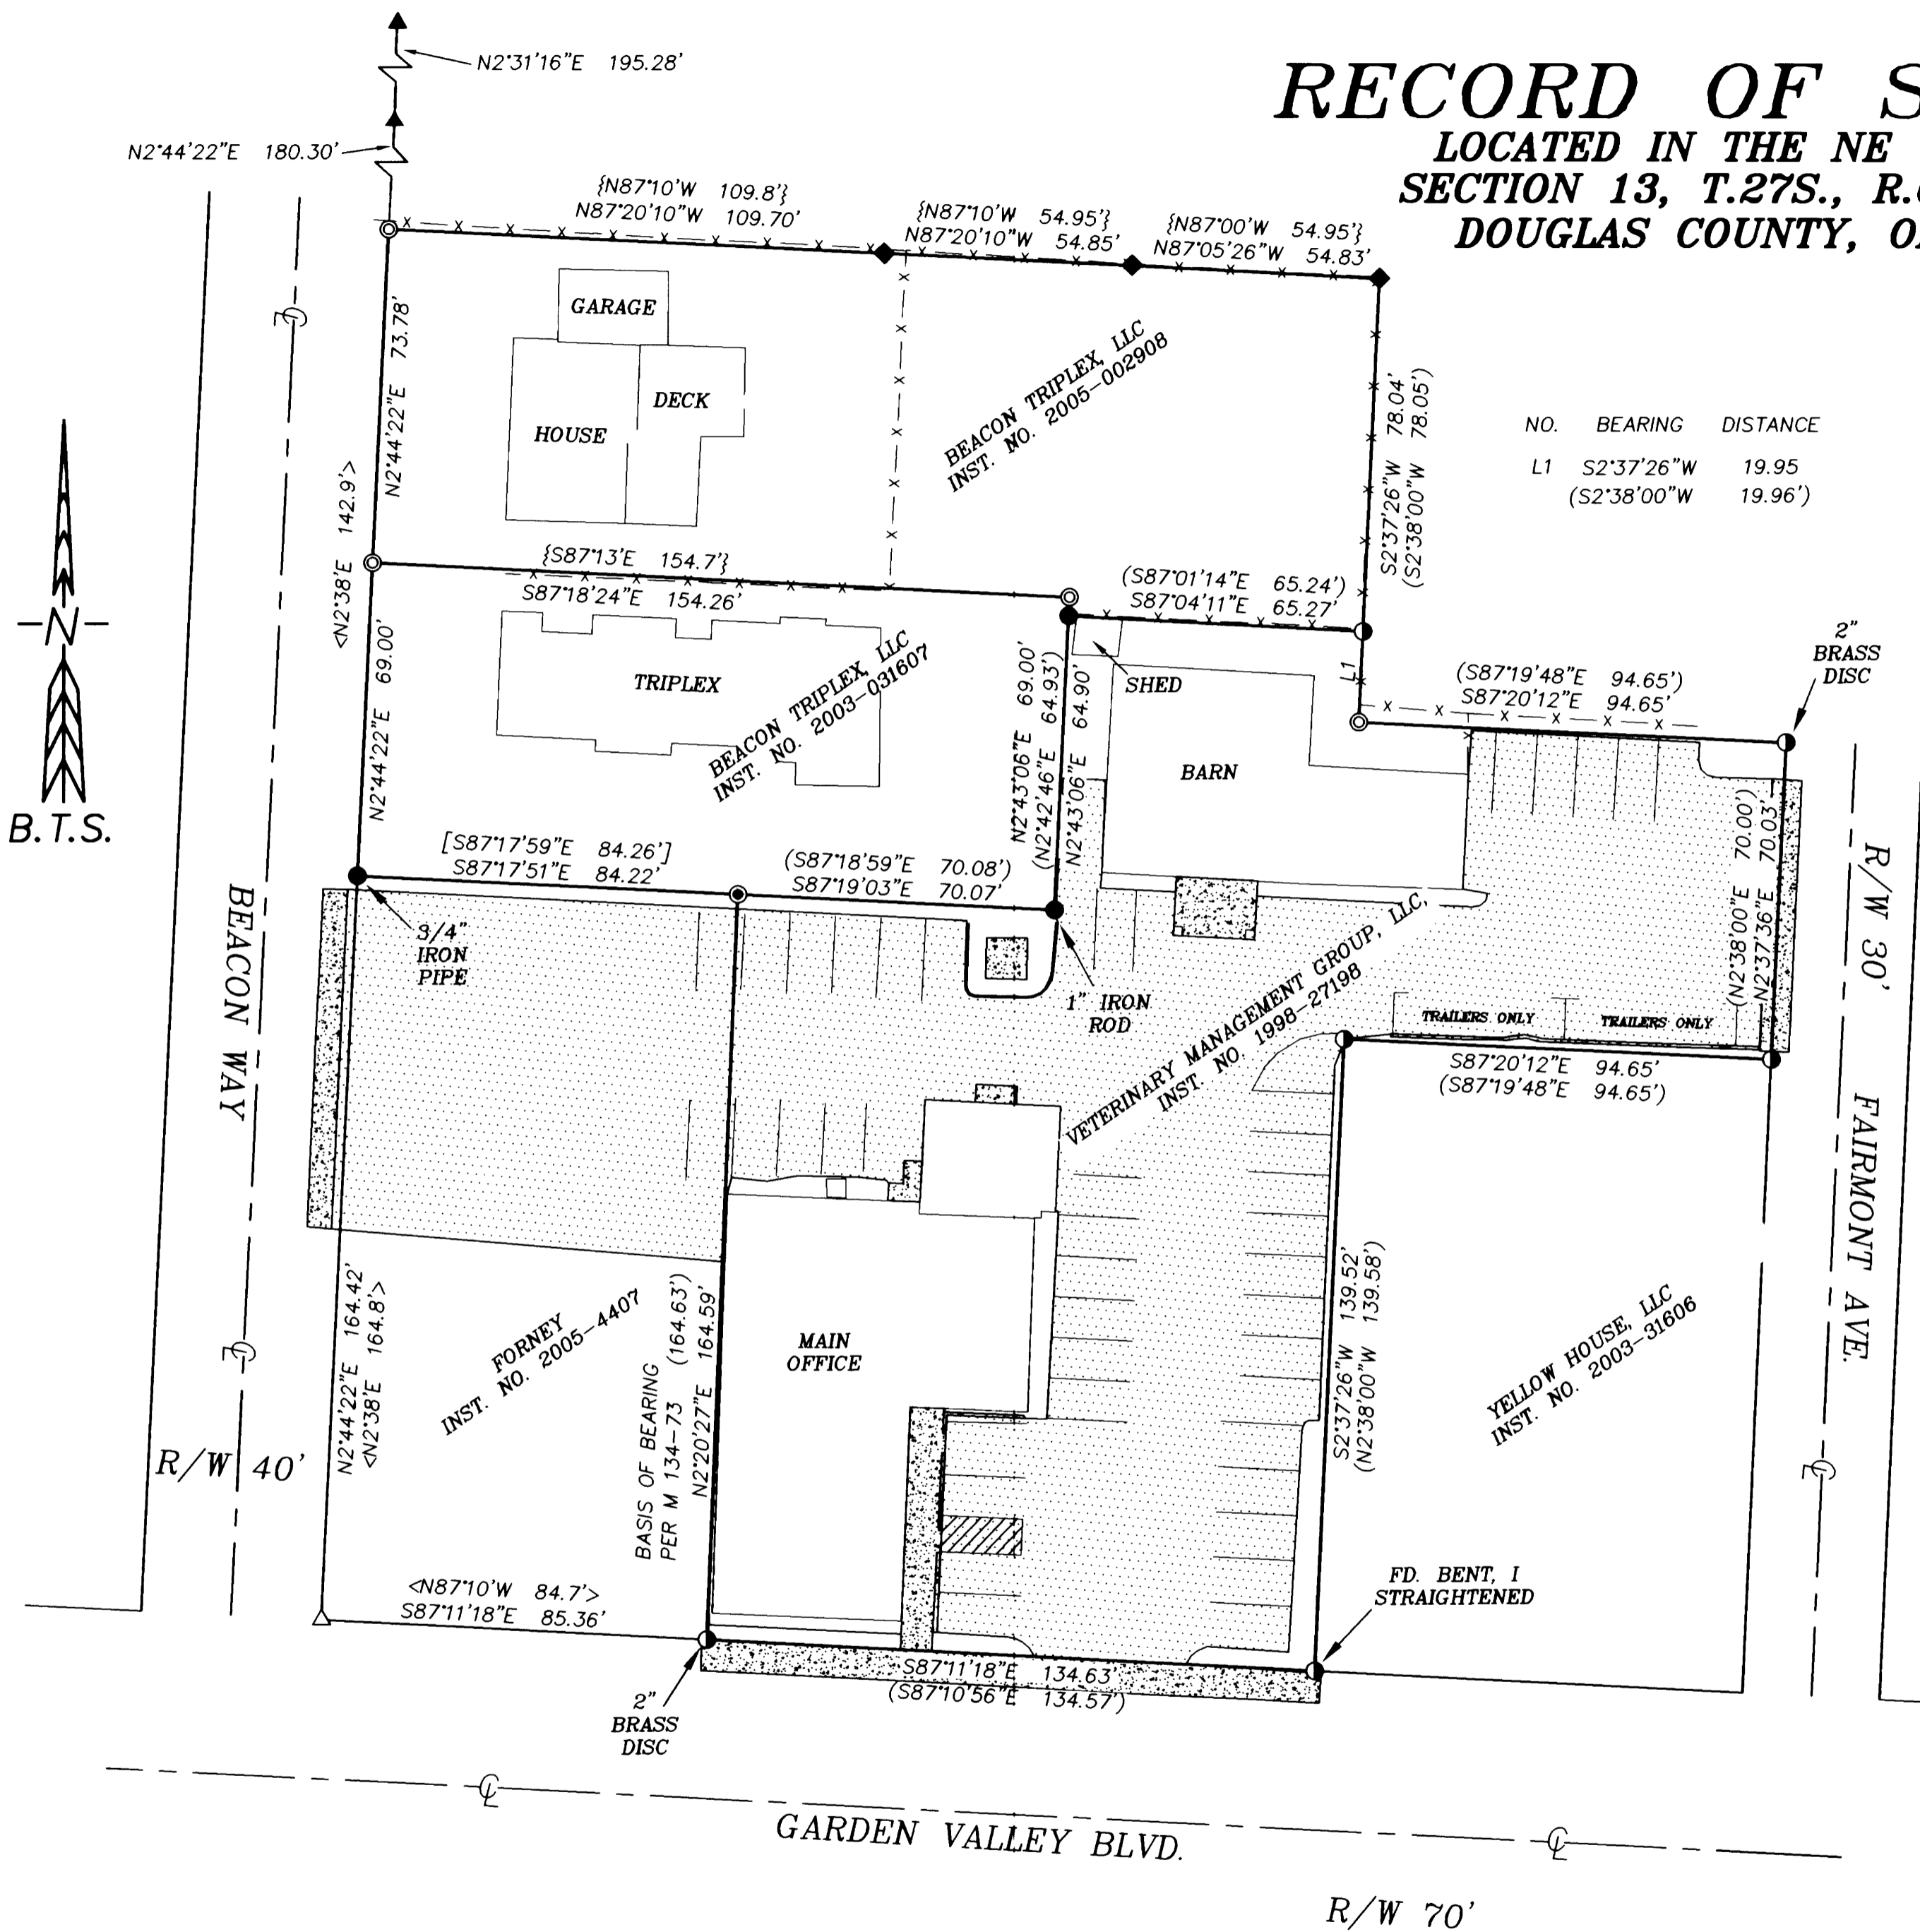 N2°31'16"E 195.28'
RECORD OF S
LOCATED IN THE NE
SECTION 13, T.27S., R.
DOUGLAS COUNTY, O
N2°44'22"E 180.30'
{N87°10'W 109.8'}
N87°20'10"W 109.70'
{N87°10'W 54.95'}
N87°20'10"W 54.85'
{N87°00'W 54.95'}
N87°05'26"W 54.83'
GARAGE
DECK
HOUSE
N2°44'22"E 73.78'
<N2°38'E 142.9'>
BEACON TRIPLEX, LLC
INST. NO. 2005-002908
S2°37'26"W 78.04'
(S2°38'00"W 78.05')
NO. BEARING DISTANCE
L1 S2°37'26"W 19.95
(S2°38'00"W 19.96')
N
B.T.S.
{S87°13'E 154.7'}
S87°18'24"E 154.26'
(S87°01'14"E 65.24')
S87°04'11"E 65.27'
L1
2"
BRASS
DISC
(S87°19'48"E 94.65')
S87°20'12"E 94.65'
SHED
BARN
TRIPLEX
BEACON TRIPLEX, LLC
INST. NO. 2003-031607
N2°44'22"E 69.00'
N2°43'06"E 69.00'
(N2°42'46"E 64.93')
N2°43'06"E 64.90'
[S87°17'59"E 84.26']
S87°17'51"E 84.22'
(S87°18'59"E 70.08')
S87°19'03"E 70.07'
(N2°38'00"E 70.00')
N2°37'36"E 70.03'
R/W 30'
BEACON WAY
3/4"
IRON
PIPE
1" IRON
ROD
VETERINARY MANAGEMENT GROUP, LLC,
INST. NO. 1998-27198
TRAILERS ONLY
TRAILERS ONLY
S87°20'12"E 94.65'
(S87°19'48"E 94.65')
FAIRMONT AVE.
N2°44'22"E 164.42'
<N2°38'E 164.8'>
FORNEY
INST. NO. 2005-4407
BASIS OF BEARING
PER M 134-73 (164.63')
N2°20'27"E 164.59'
MAIN
OFFICE
S2°37'26"W 139.52'
(N2°38'00"W 139.58')
YELLOW HOUSE, LLC
INST. NO. 2003-31606
R/W 40'
<N87°10'W 84.7'>
S87°11'18"E 85.36'
FD. BENT, I
STRAIGHTENED
S87°11'18"E 134.63
(S87°10'56"E 134.57')
2"
BRASS
DISC
GARDEN VALLEY BLVD.
R/W 70'